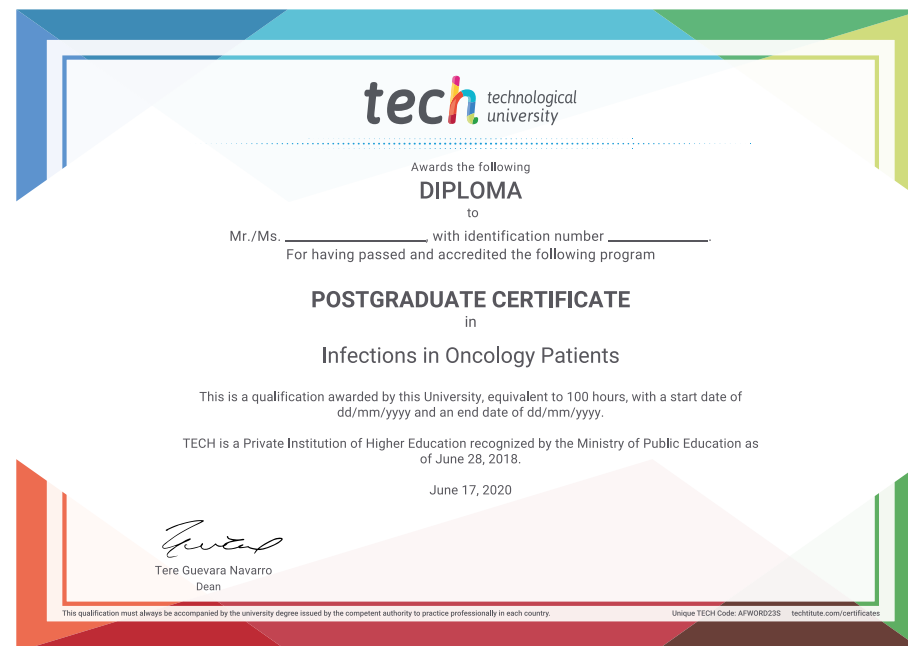 tech technological
university
Awards the following
DIPLOMA
to
Mr./Ms. ____________, with identification number ____________.
For having passed and accredited the following program
POSTGRADUATE CERTIFICATE
in
Infections in Oncology Patients
This is a qualification awarded by this University, equivalent to 100 hours, with a start date of
dd/mm/yyyy and an end date of dd/mm/yyyy.
TECH is a Private Institution of Higher Education recognized by the Ministry of Public Education as
of June 28, 2018.
June 17, 2020
Tere Guevara Navarro
Dean
This qualification must always be accompanied by the university degree issued by the competent authority to practice professionally in each country.
Unique TECH Code: AFWORD23S techtitute.com/certificates